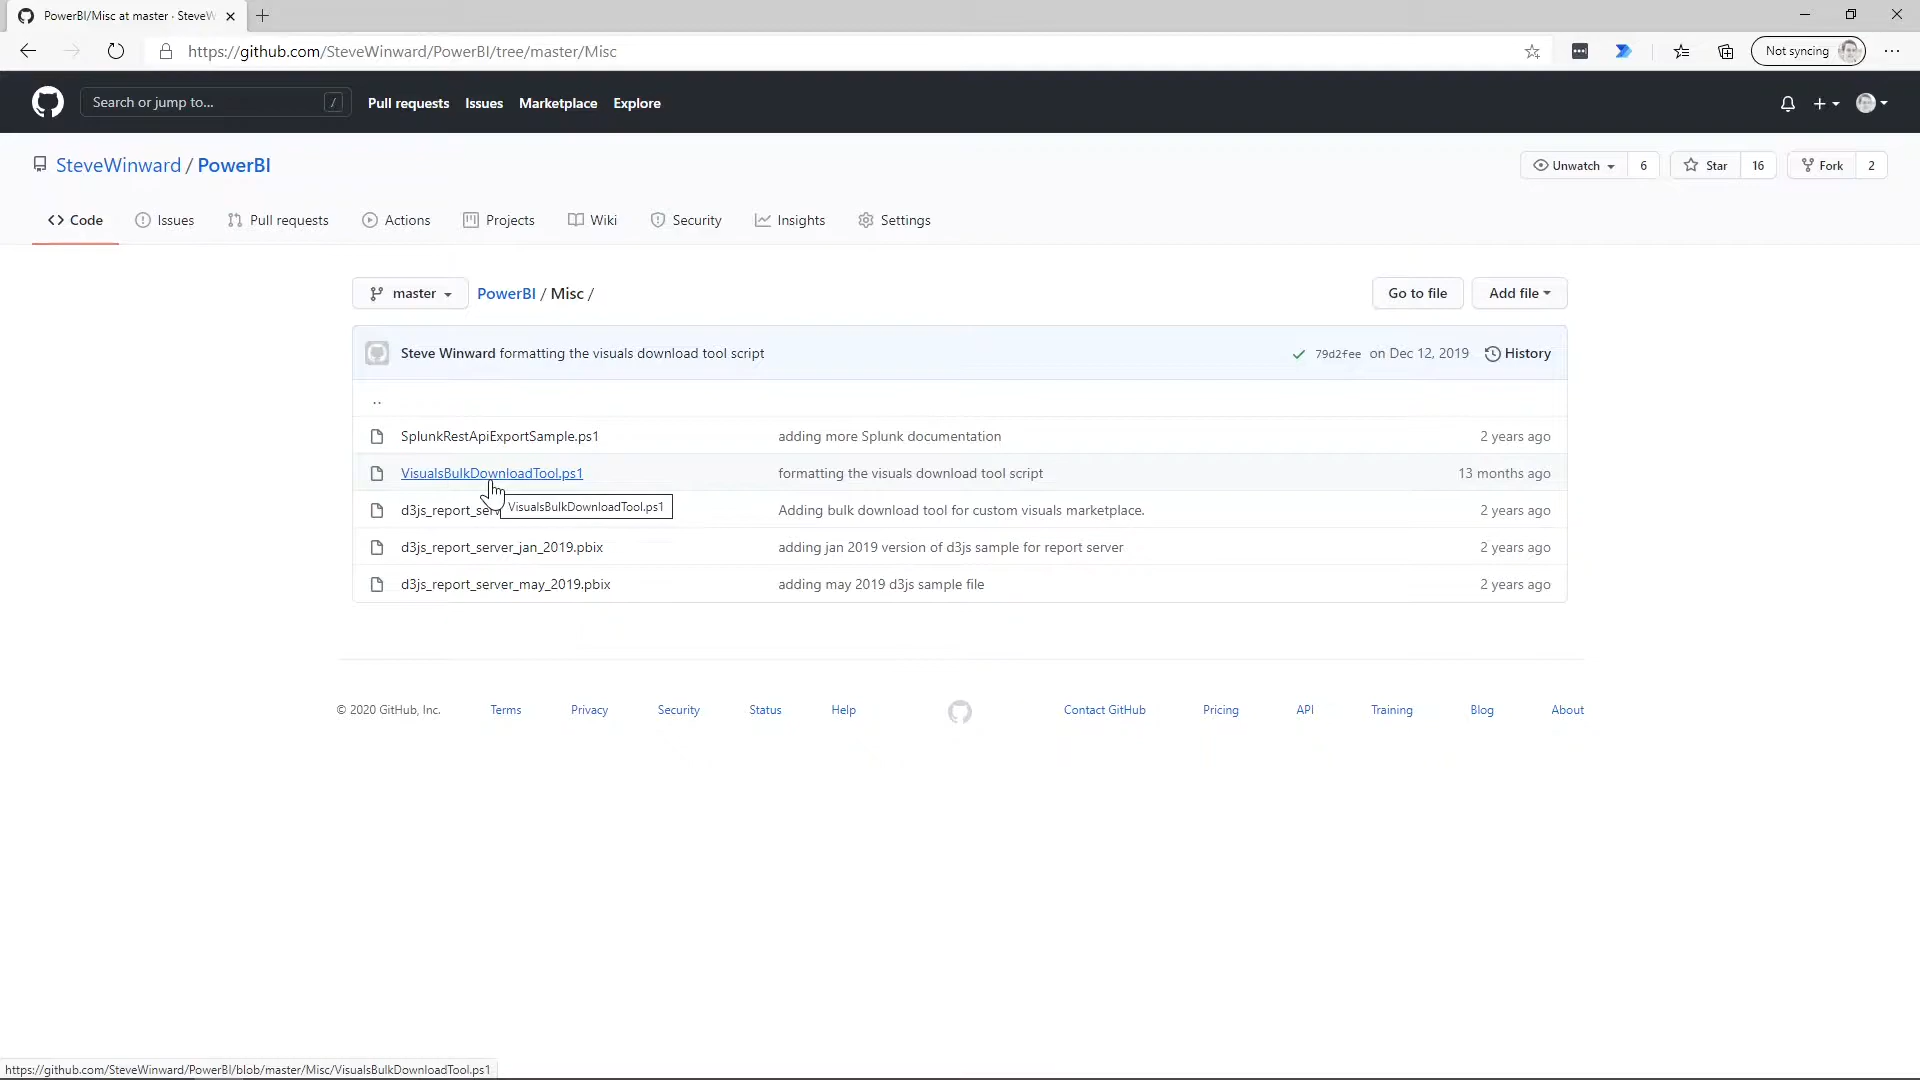 PowerBI/Misc at master · SteveW
https://github.com/SteveWinward/PowerBI/tree/master/Misc
Not syncing
Search or jump to... / Pull requests Issues Marketplace Explore
SteveWinward / PowerBI
Unwatch 6 Star 16 Fork 2
Code Issues Pull requests Actions Projects Wiki Security Insights Settings
master PowerBI / Misc / Go to file Add file
Steve Winward formatting the visuals download tool script 79d2fee on Dec 12, 2019 History
..
SplunkRestApiExportSample.ps1 adding more Splunk documentation 2 years ago
VisualsBulkDownloadTool.ps1 formatting the visuals download tool script 13 months ago
VisualsBulkDownloadTool.ps1
d3js_report_serv Adding bulk download tool for custom visuals marketplace. 2 years ago
d3js_report_server_jan_2019.pbix adding jan 2019 version of d3js sample for report server 2 years ago
d3js_report_server_may_2019.pbix adding may 2019 d3js sample file 2 years ago
© 2020 GitHub, Inc. Terms Privacy Security Status Help Contact GitHub Pricing API Training Blog About
https://github.com/SteveWinward/PowerBI/blob/master/Misc/VisualsBulkDownloadTool.ps1